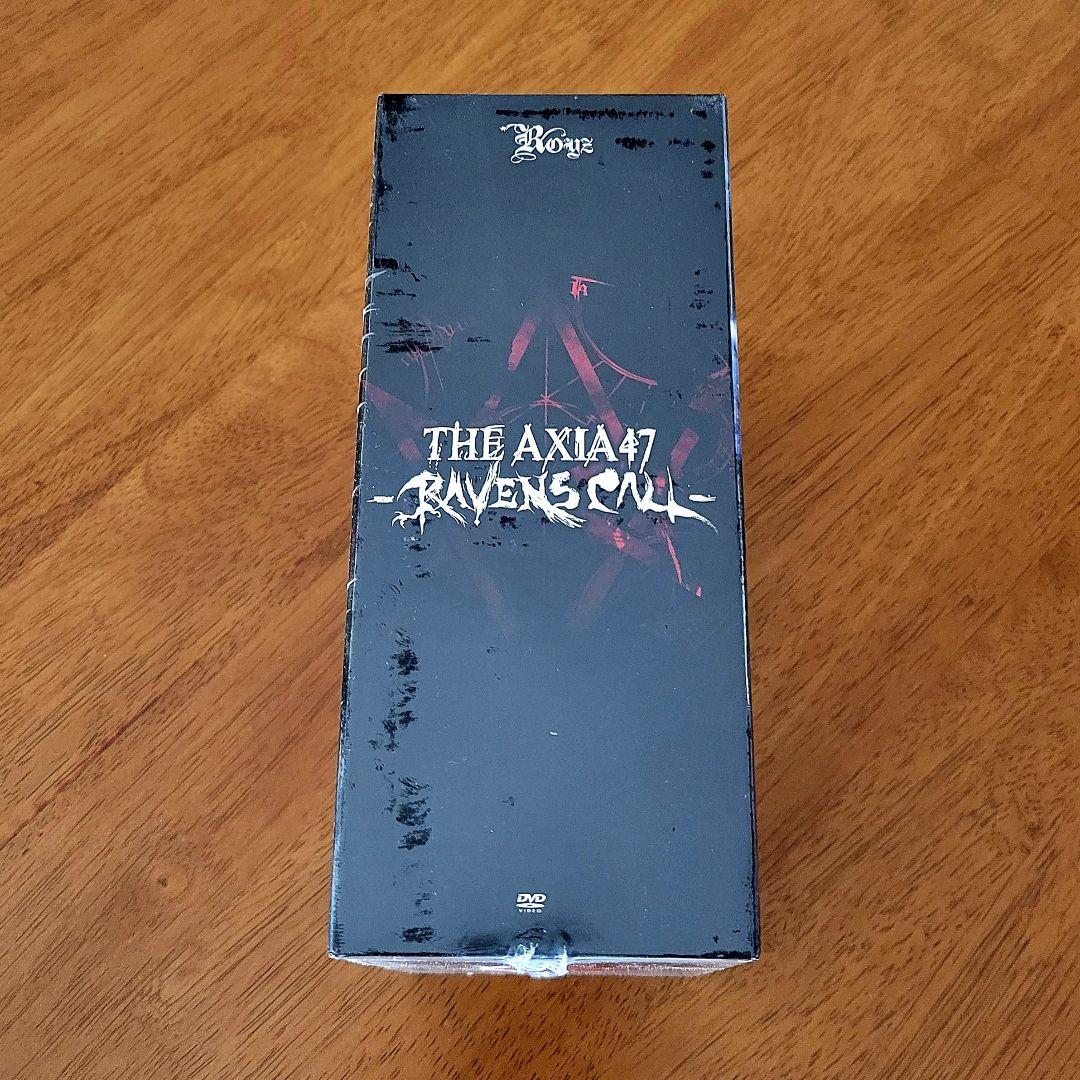 Royz
THE AXIA47
-RAVENS CALL-
DVD
VIDEO